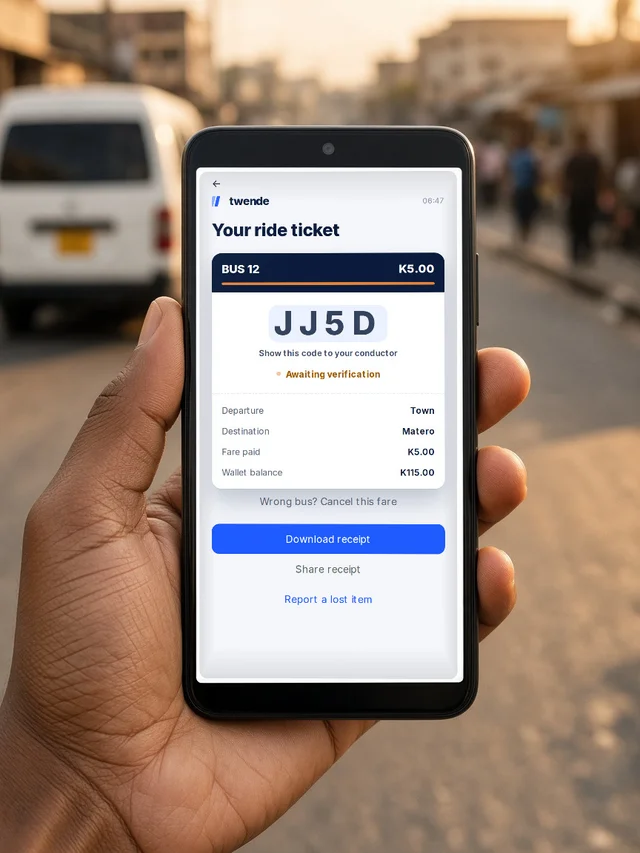 ←
twende 06:47
Your ride ticket
BUS 12 K5.00
JJ5D
Show this code to your conductor
Awaiting verification
Departure Town
Destination Matero
Fare paid K5.00
Wallet balance K115.00
Wrong bus? Cancel this fare
Download receipt
Share receipt
Report a lost item